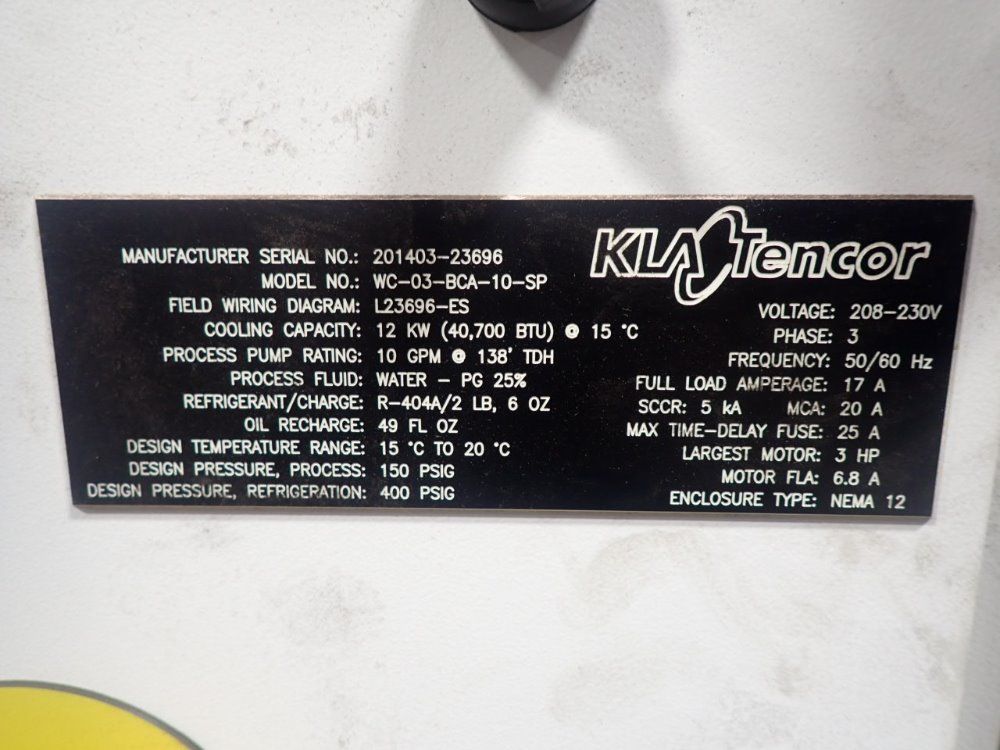 KLA Tencor
MANUFACTURER SERIAL NO.: 201403-23696
MODEL NO.: WC-03-BCA-10-SP
FIELD WIRING DIAGRAM: L23696-ES
COOLING CAPACITY: 12 KW (40,700 BTU) @ 15 °C
PROCESS PUMP RATING: 10 GPM @ 138' TDH
PROCESS FLUID: WATER - PG 25%
REFRIGERANT/CHARGE: R-404A/2 LB, 6 OZ
OIL RECHARGE: 49 FL OZ
DESIGN TEMPERATURE RANGE: 15 °C TO 20 °C
DESIGN PRESSURE, PROCESS: 150 PSIG
DESIGN PRESSURE, REFRIGERATION: 400 PSIG
VOLTAGE: 208-230V
PHASE: 3
FREQUENCY: 50/60 Hz
FULL LOAD AMPERAGE: 17 A
SCCR: 5 kA MCA: 20 A
MAX TIME-DELAY FUSE: 25 A
LARGEST MOTOR: 3 HP
MOTOR FLA: 6.8 A
ENCLOSURE TYPE: NEMA 12